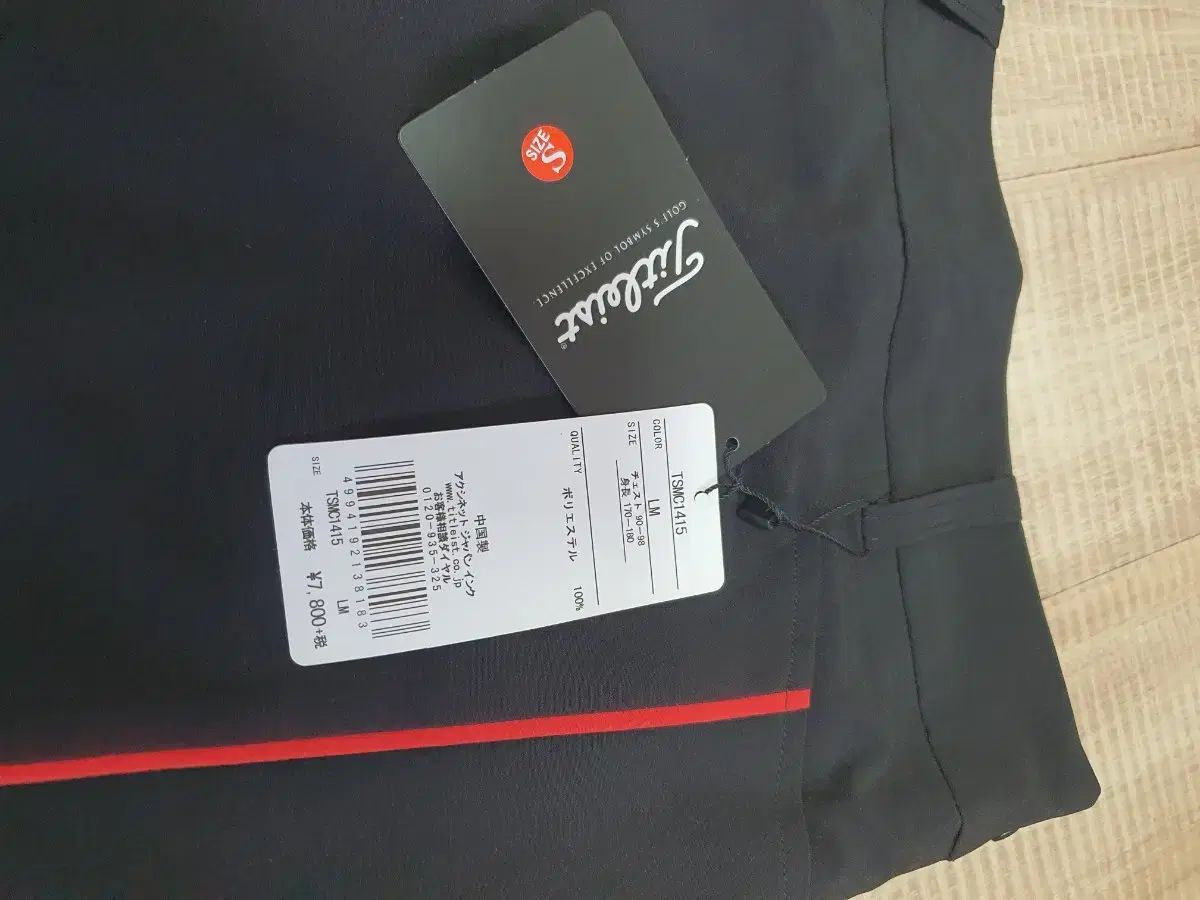 SIZE
S
Titleist®
GOLF'S SYMBOL OF EXCELLENCE.
TSMC1415
COLOR
LM
SIZE チェスト 90-98
身長 170-180
QUALITY ポリエステル 100%
中国製
アクシネット ジャパン インク
www.titleist.co.jp
お客様相談ダイヤル
0120-935-325
4994192138183
TSMC1415 LM
SIZE
本体価格 ¥7,800+税